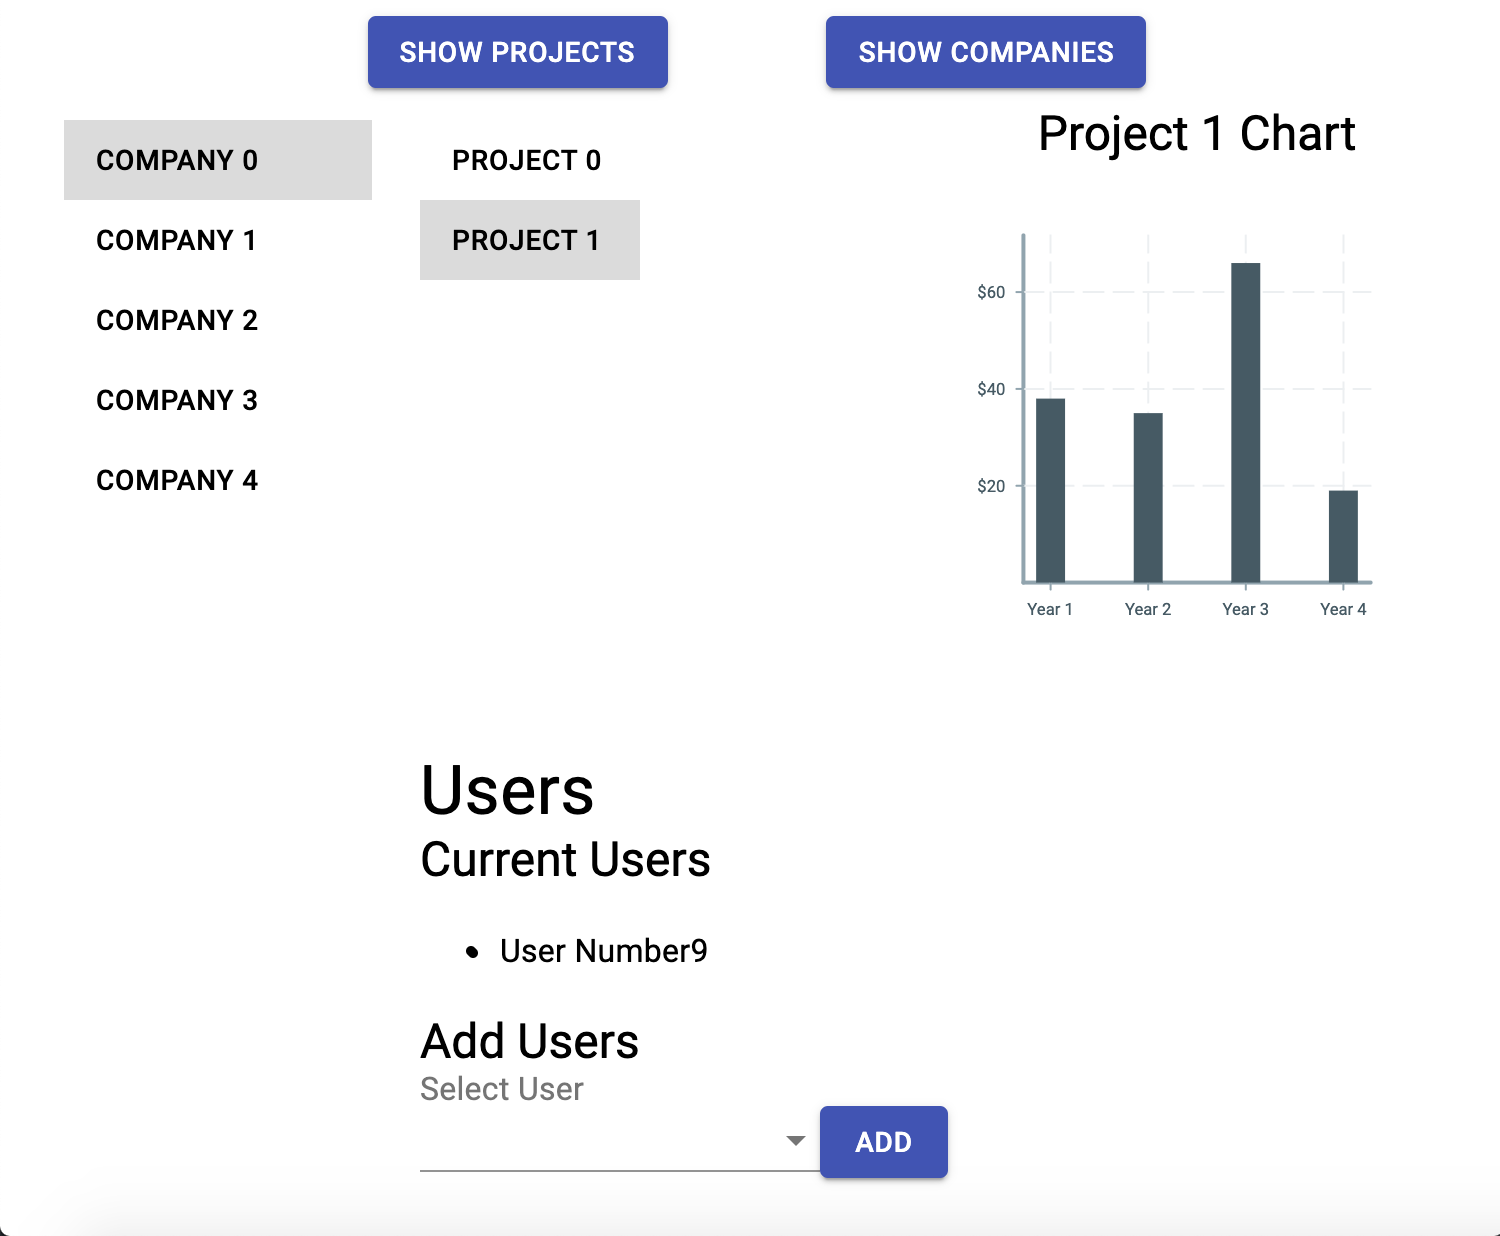 SHOW PROJECTS
SHOW COMPANIES
COMPANY 0
COMPANY 1
COMPANY 2
COMPANY 3
COMPANY 4
PROJECT 0
PROJECT 1
Project 1 Chart
$60
$40
$20
Year 1
Year 2
Year 3
Year 4
Users
Current Users
• User Number9
Add Users
Select User
ADD